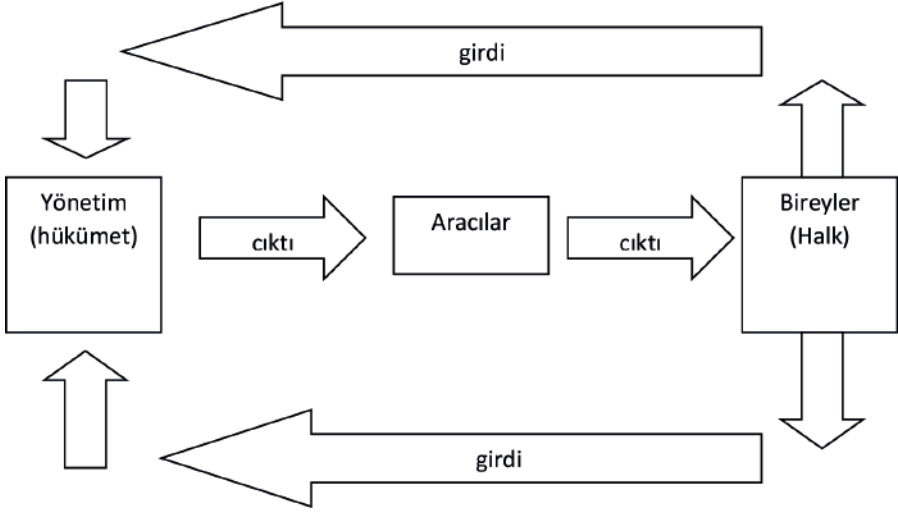 girdi
Yönetim
(hükümet)
cıktı
Aracılar
cıktı
Bireyler
(Halk)
girdi